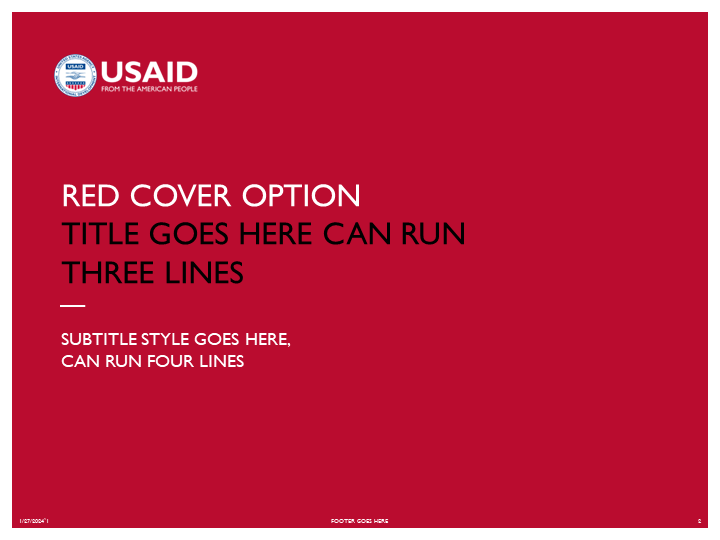 USAID
FROM THE AMERICAN PEOPLE
RED COVER OPTION
TITLE GOES HERE CAN RUN
THREE LINES
SUBTITLE STYLE GOES HERE,
CAN RUN FOUR LINES
FOOTER GOES HERE
2